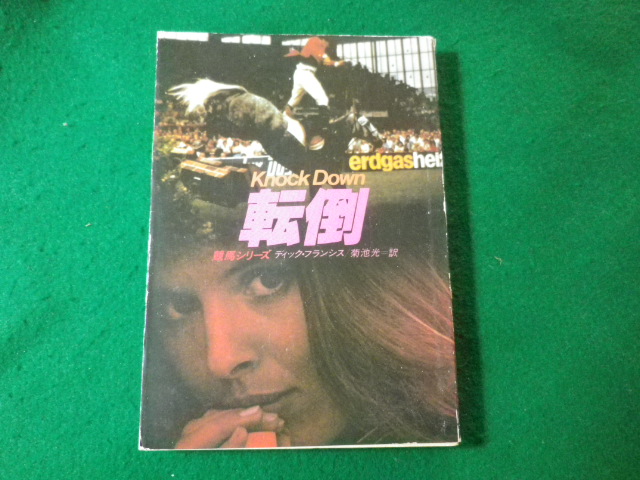 erdgashei
Knock Down
転倒
競馬シリーズ ディック・フランシス/菊池光=訳